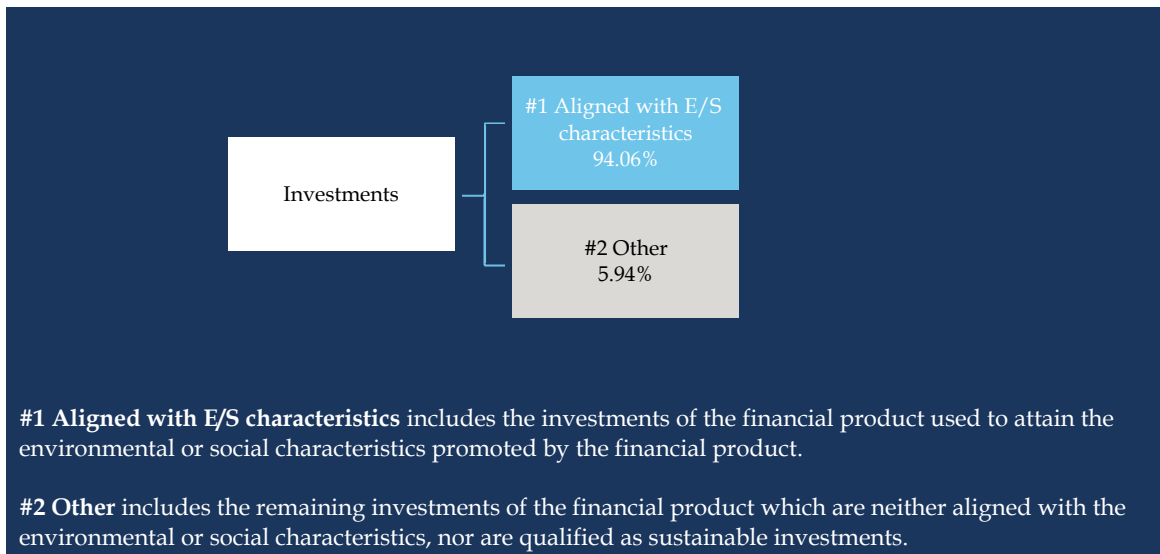 #1 Aligned with E/S
characteristics
94.06%
Investments
#2 Other
5.94%
#1 Aligned with E/S characteristics includes the investments of the financial product used to attain the
environmental or social characteristics promoted by the financial product.
#2 Other includes the remaining investments of the financial product which are neither aligned with the
environmental or social characteristics, nor are qualified as sustainable investments.